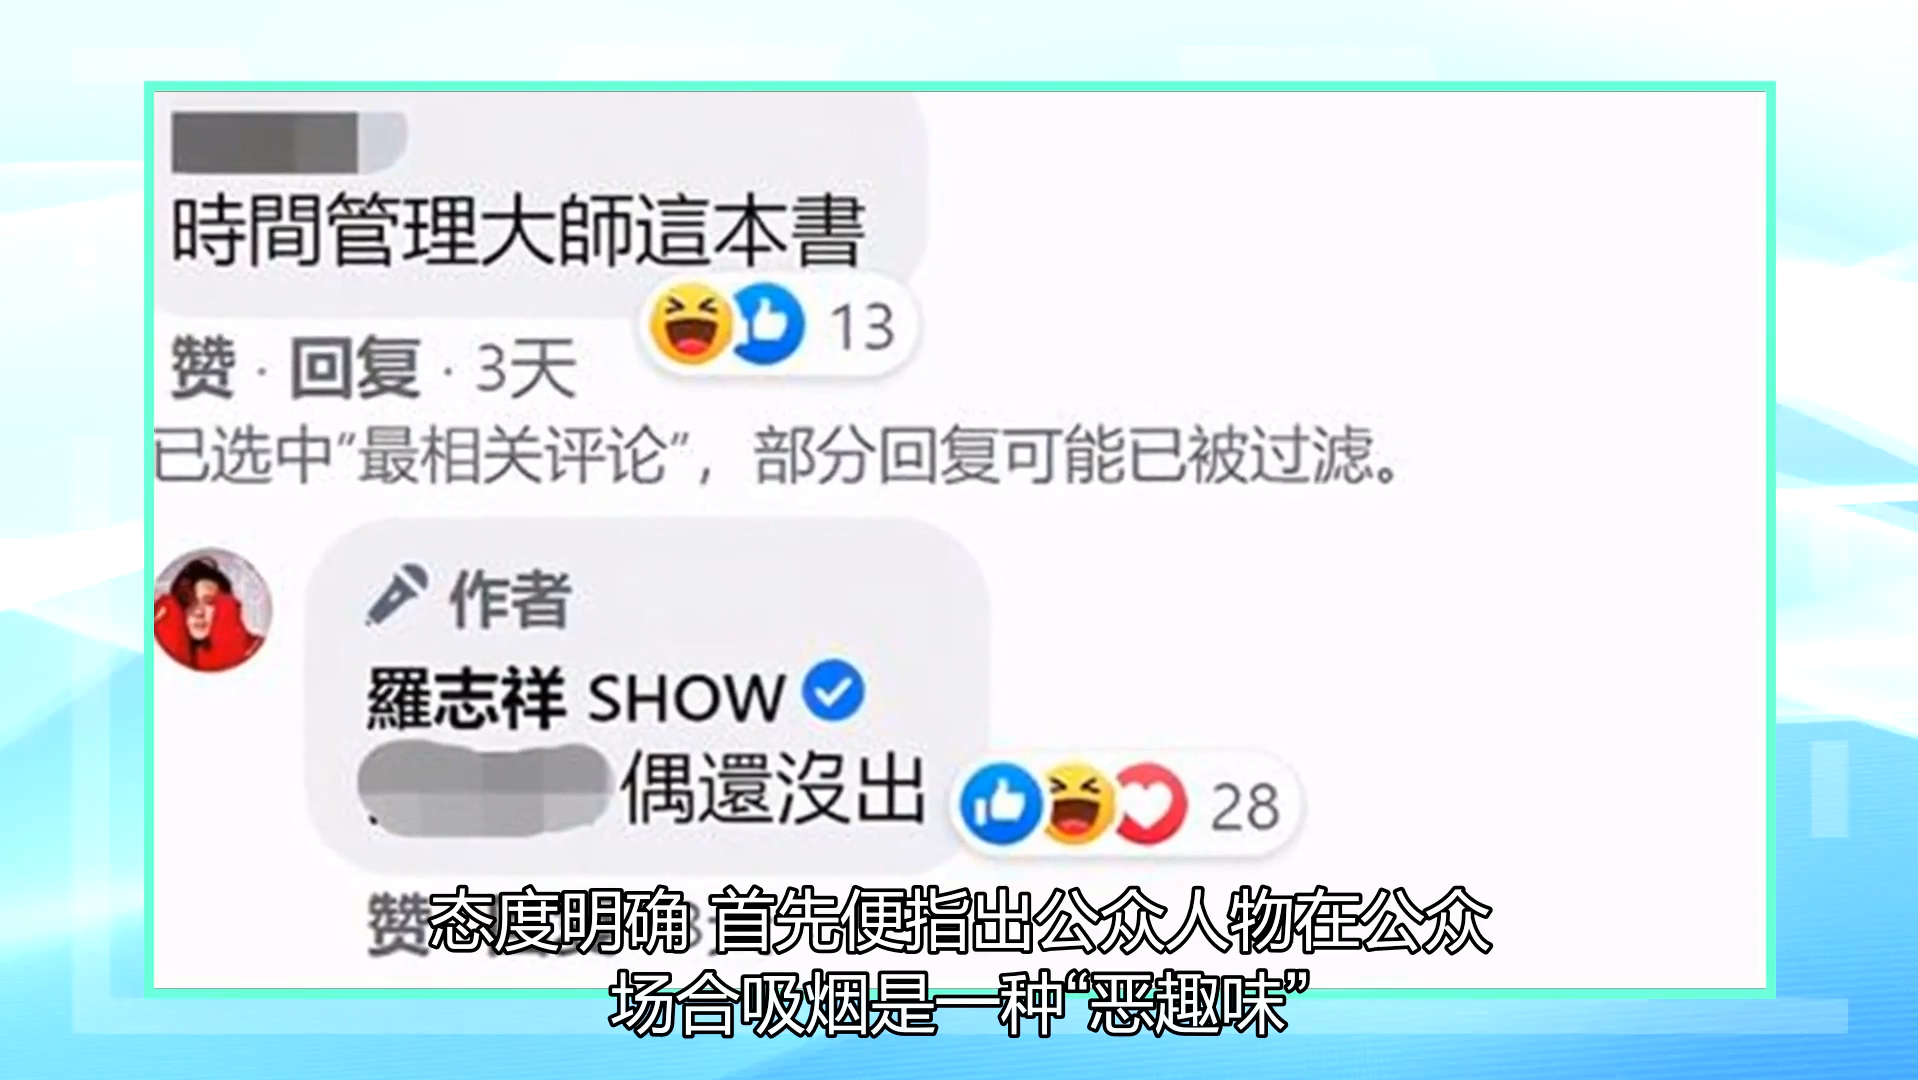 時間管理大師這本書
13
赞 · 回复 · 3天
已选中“最相关评论”，部分回复可能已被过滤。
作者
羅志祥 SHOW
偶還沒出
28
赞
态度明确 首先便指出公众人物在公众
场合吸烟是一种“恶趣味”